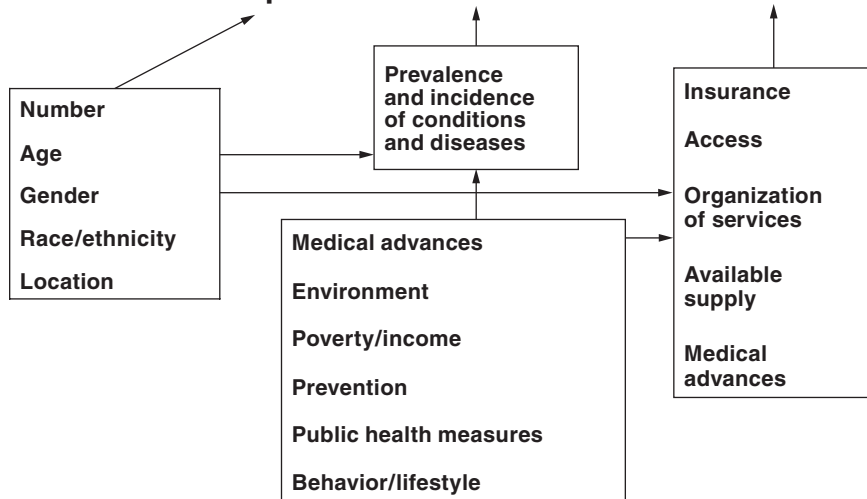 Number
Age
Gender
Race/ethnicity
Location
Prevalence
and incidence
of conditions
and diseases
Medical advances
Environment
Poverty/income
Prevention
Public health measures
Behavior/lifestyle
Insurance
Access
Organization
of services
Available
supply
Medical
advances